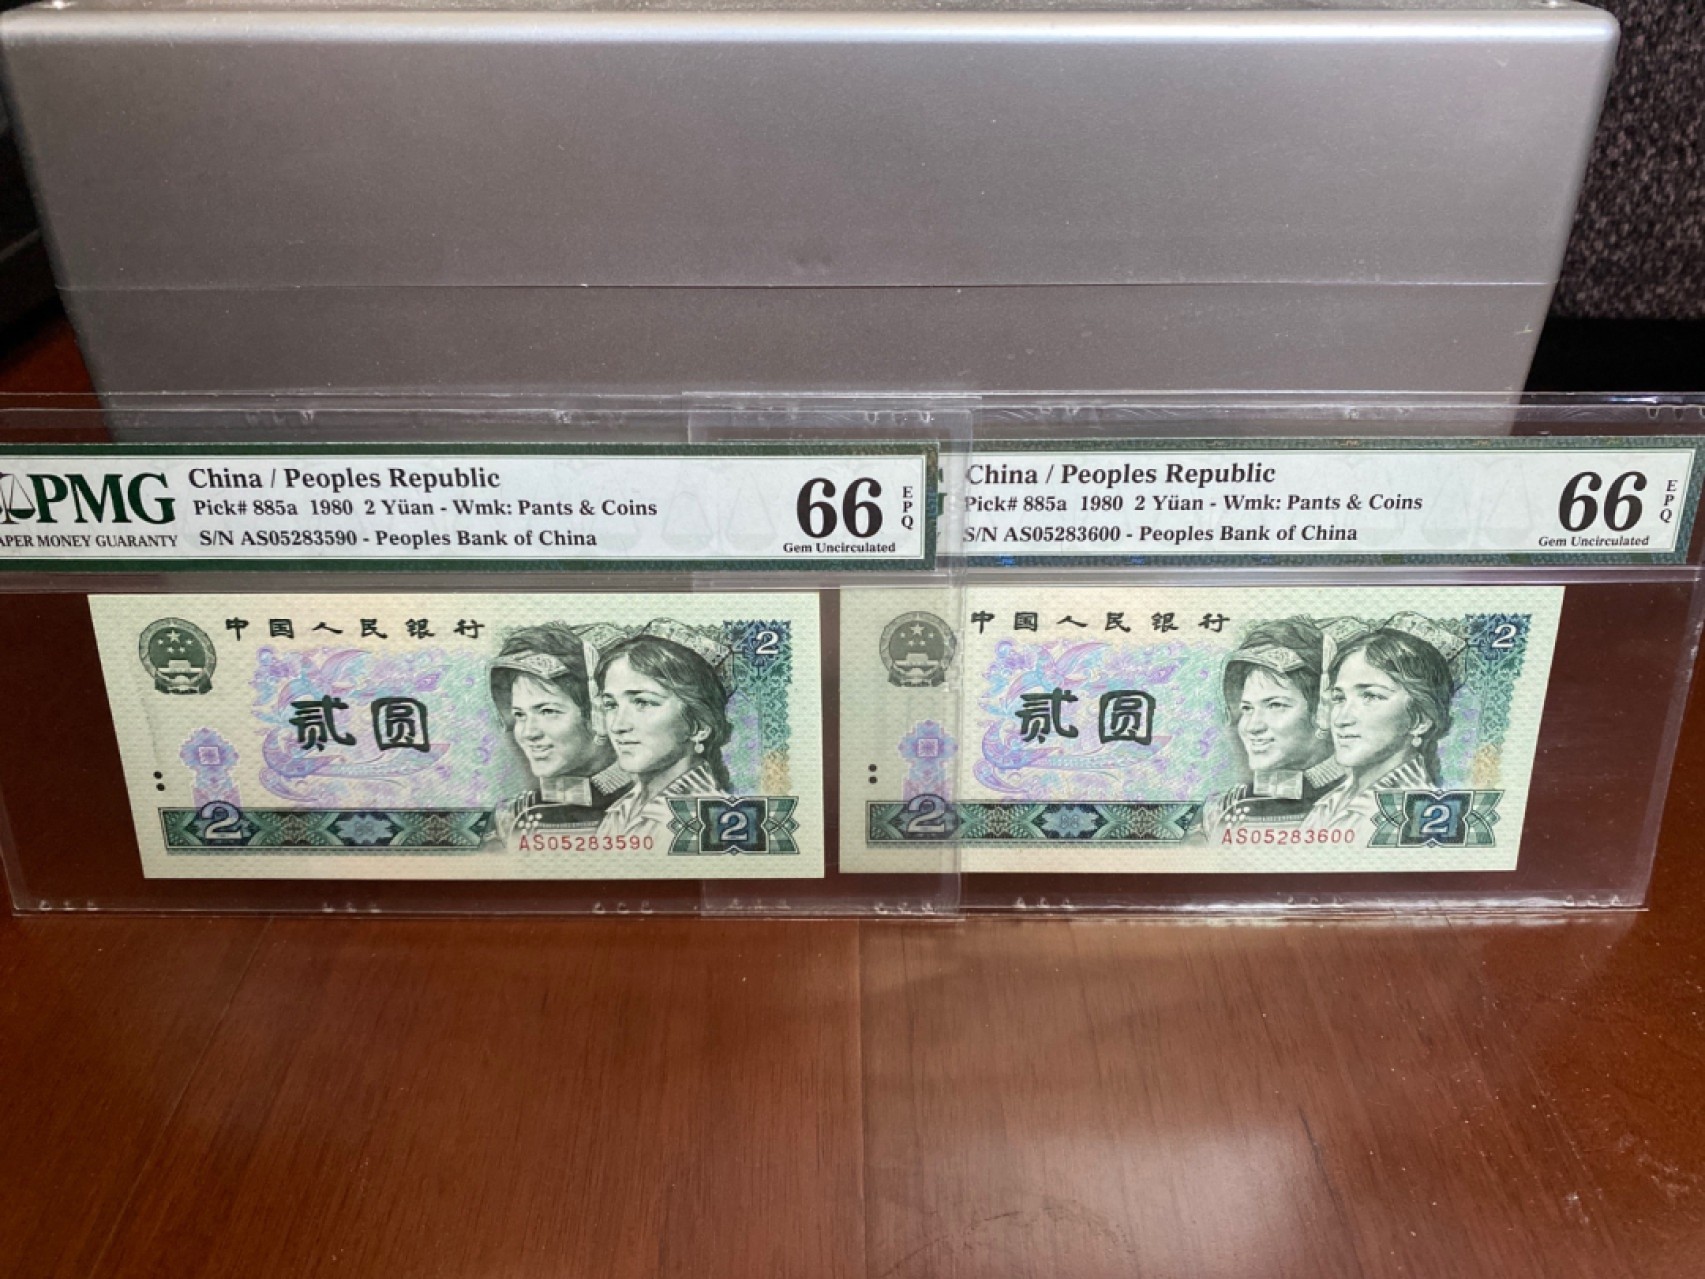 PMG
PAPER MONEY GUARANTY
China / Peoples Republic
Pick# 885a 1980 2 Yüan - Wmk: Pants & Coins
S/N AS05283590 - Peoples Bank of China
66
EPQ
Gem Uncirculated
China / Peoples Republic
Pick# 885a 1980 2 Yüan - Wmk: Pants & Coins
S/N AS05283600 - Peoples Bank of China
66
EPQ
Gem Uncirculated
中国人民银行
2
贰圆
2
AS05283590
2
中国人民银行
2
贰圆
2
AS05283600
2